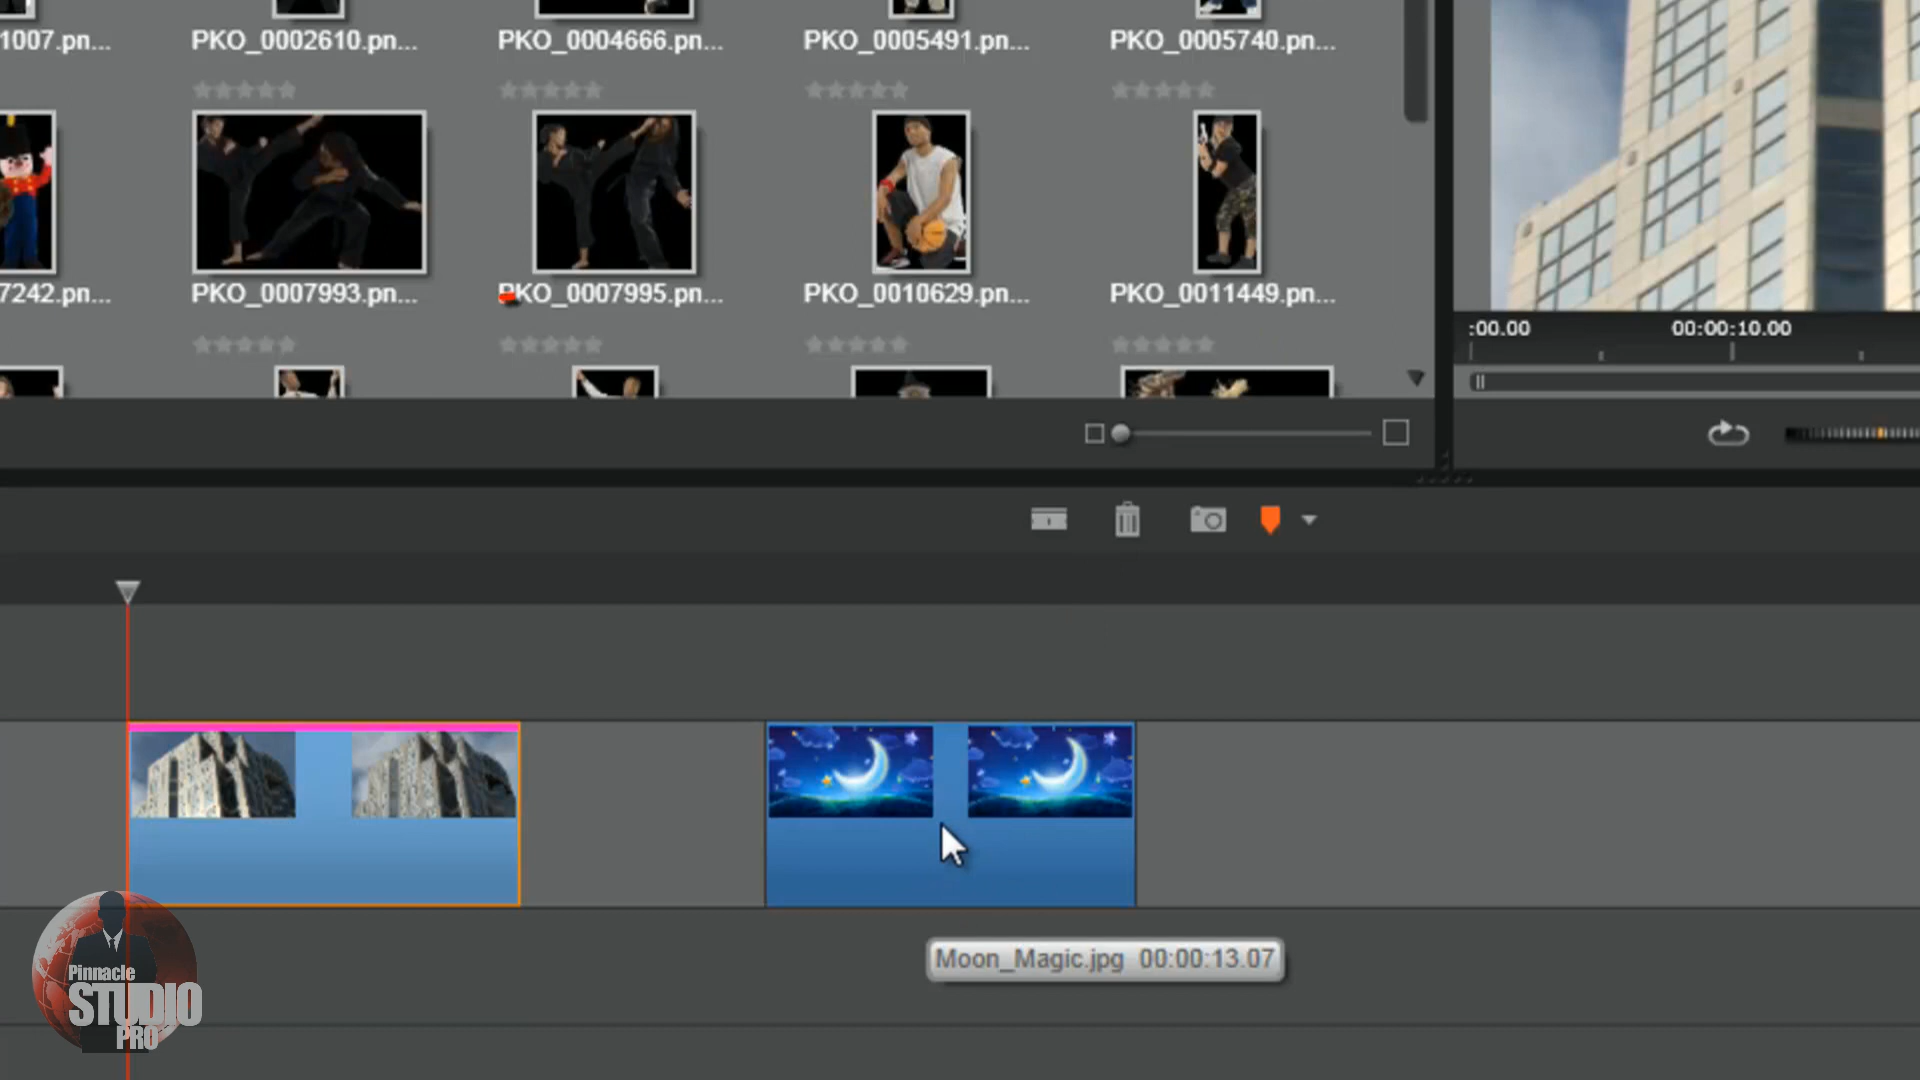 1007.pn... PKO_0002610.pn... PKO_0004666.pn... PKO_0005491.pn... PKO_0005740.pn...
7242.pn... PKO_0007993.pn... PKO_0007995.pn... PKO_0010629.pn... PKO_0011449.pn...
:00.00 00:00:10.00
Moon_Magic.jpg 00:00:13.07
Pinnacle
STUDIO
PRO